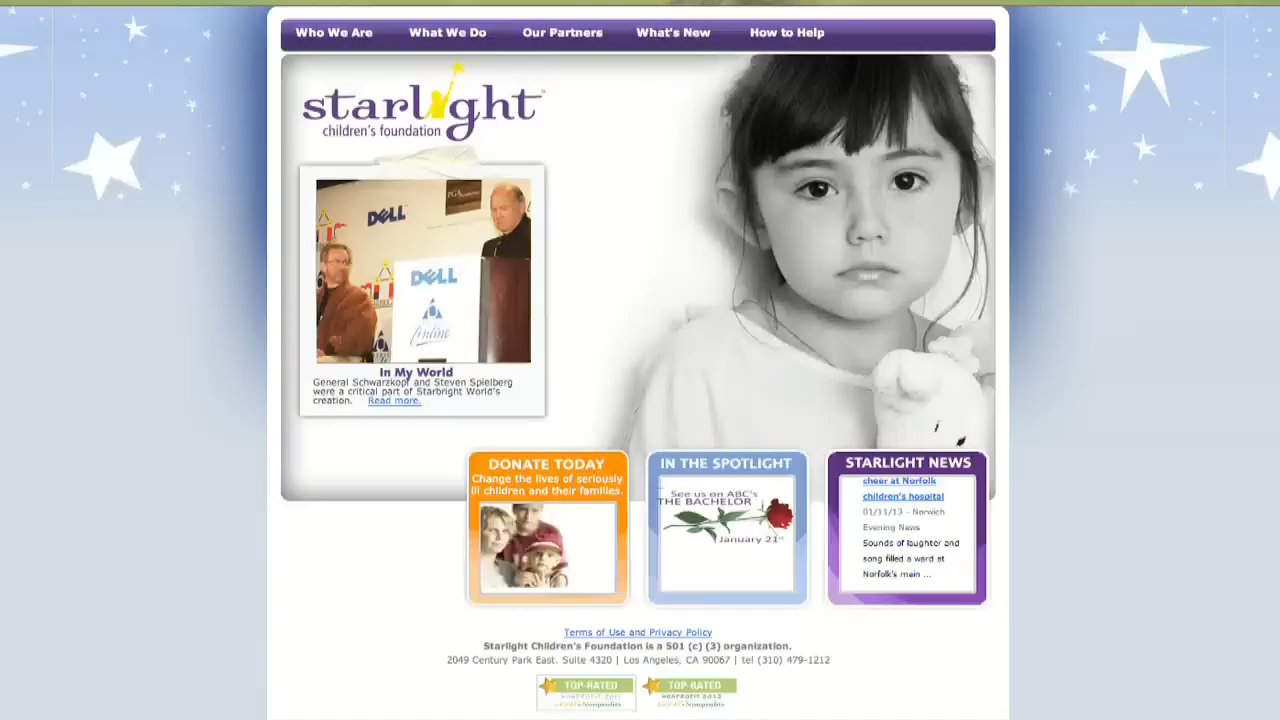 Who We Are What We Do Our Partners What's New How to Help
starlight
children's foundation
DELL
PGA
DELL
In My World
General Schwarzkopf and Steven Spielberg
were a critical part of Starbright World's
creation. Read more.
DONATE TODAY
Change the lives of seriously
ill children and their families.
IN THE SPOTLIGHT
See us on ABC's
THE BACHELOR
January 21st
STARLIGHT NEWS
cheer at Norfolk
children's hospital
01/11/13 - Norwich
Evening News
Sounds of laughter and
song filled a ward at
Norfolk's main ...
Terms of Use and Privacy Policy
Starlight Children's Foundation is a 501 (c) (3) organization.
2049 Century Park East. Suite 4320 | Los Angeles, CA 90067 | tel (310) 479-1212
TOP-RATED
NONPROFIT 2012
TOP-RATED
NONPROFIT 2012